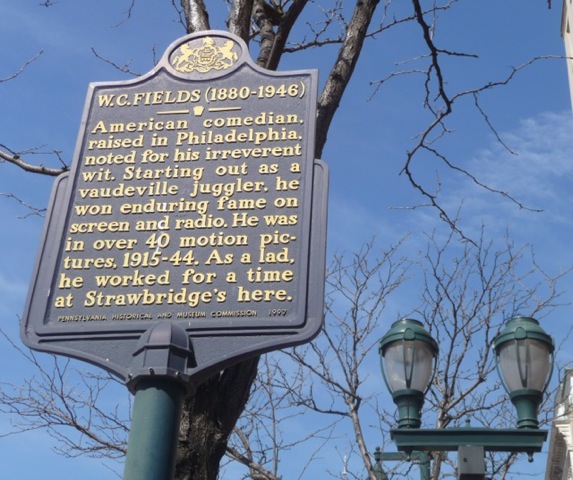 W.C. FIELDS (1880-1946)
American comedian,
raised in Philadelphia,
noted for his irreverent
wit. Starting out as a
vaudeville juggler, he
won enduring fame on
screen and radio. He was
in over 40 motion pic-
tures, 1915-44. As a lad,
he worked for a time
at Strawbridge's here.
PENNSYLVANIA HISTORICAL AND MUSEUM COMMISSION 1997